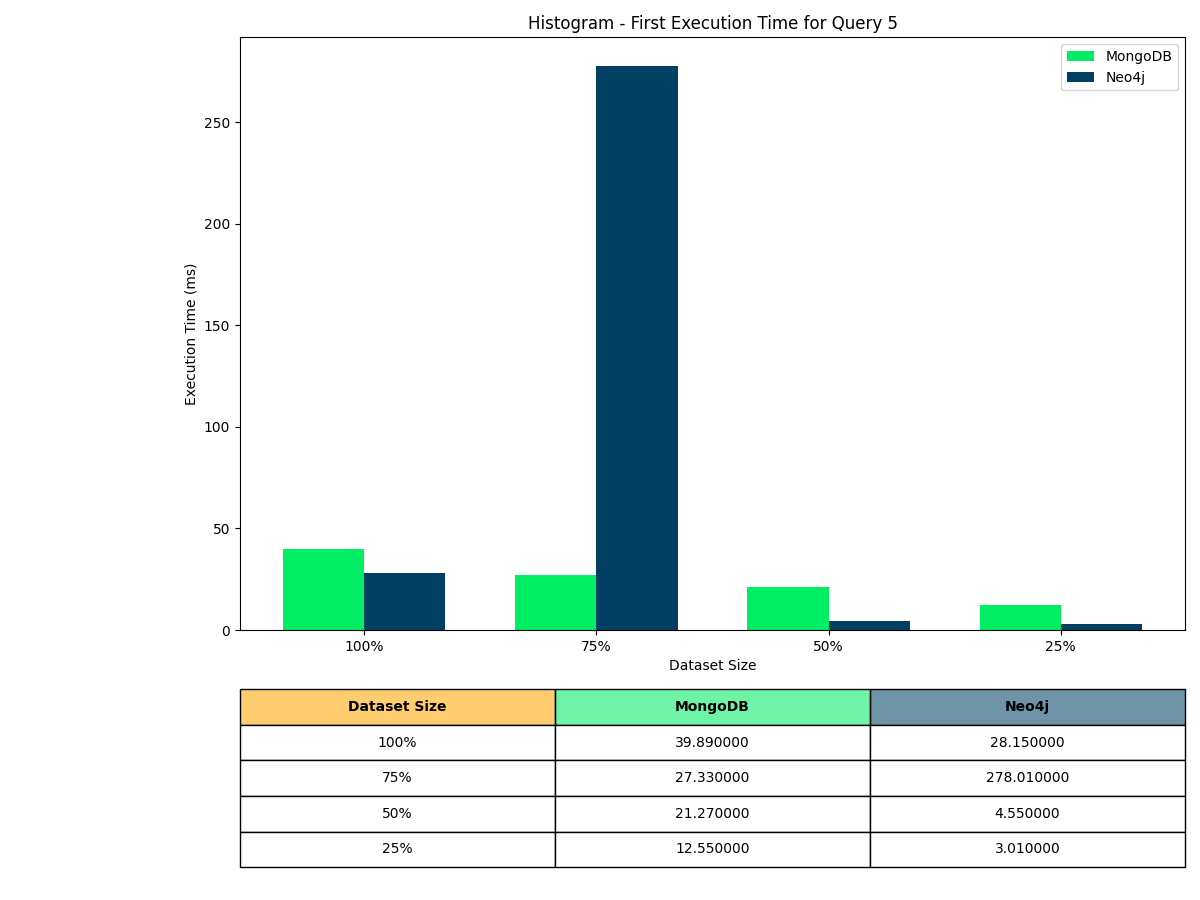 Histogram - First Execution Time for Query 5
MongoDB
Neo4j
Execution Time (ms)
250
200
150
100
50
0
100%
75%
50%
25%
Dataset Size
Dataset Size MongoDB Neo4j
100% 39.890000 28.150000
75% 27.330000 278.010000
50% 21.270000 4.550000
25% 12.550000 3.010000